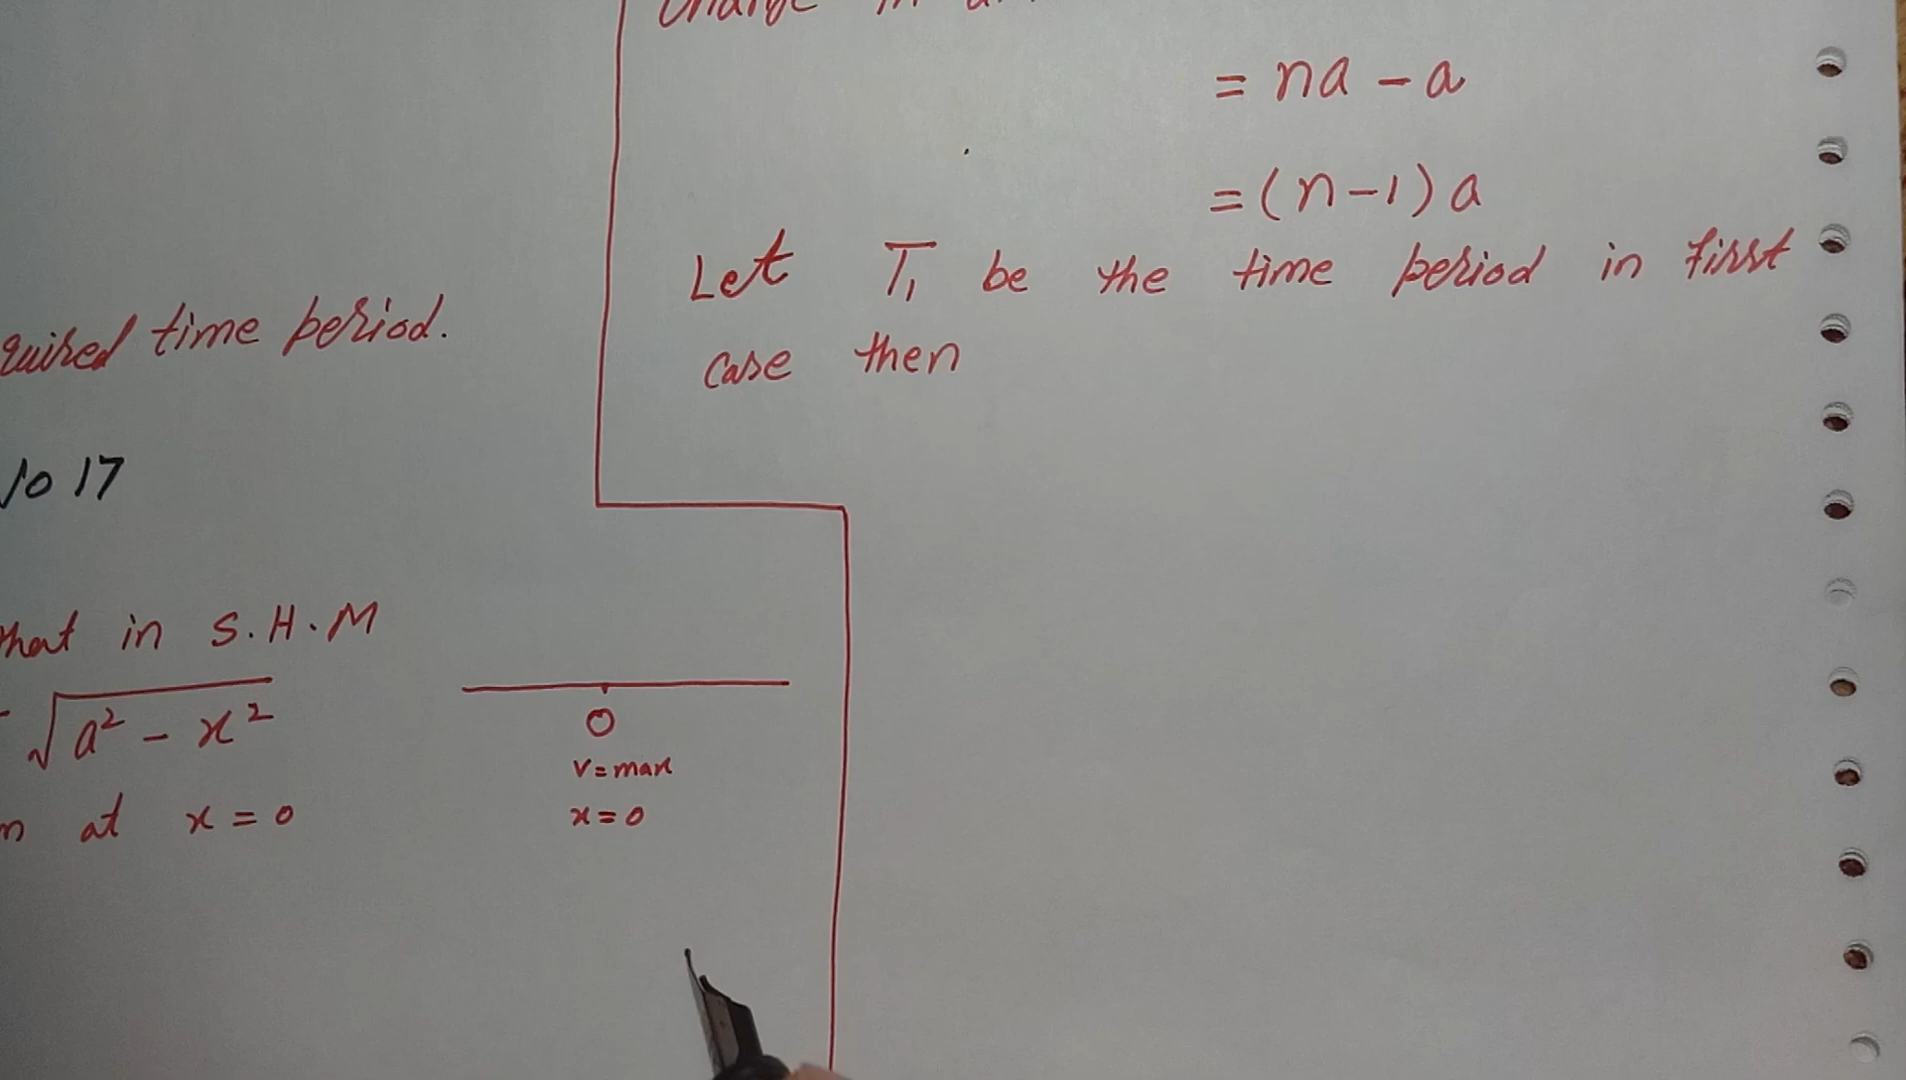 time period.
17
in S.H.M
√a² - x²
at x = 0
O
v = max
x = 0
in
= na - a
= (n-1) a
Let T₁ be the time period in first
case then